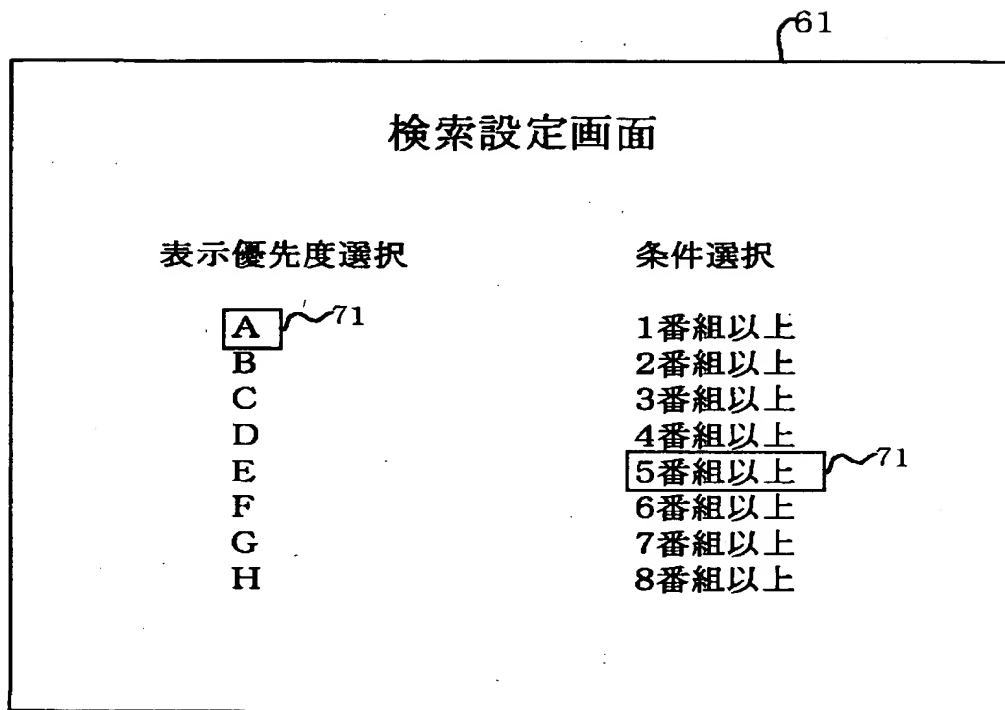 61
検索設定画面
表示優先度選択 条件選択
A 71 1番組以上
B 2番組以上
C 3番組以上
D 4番組以上
E 5番組以上 71
F 6番組以上
G 7番組以上
H 8番組以上